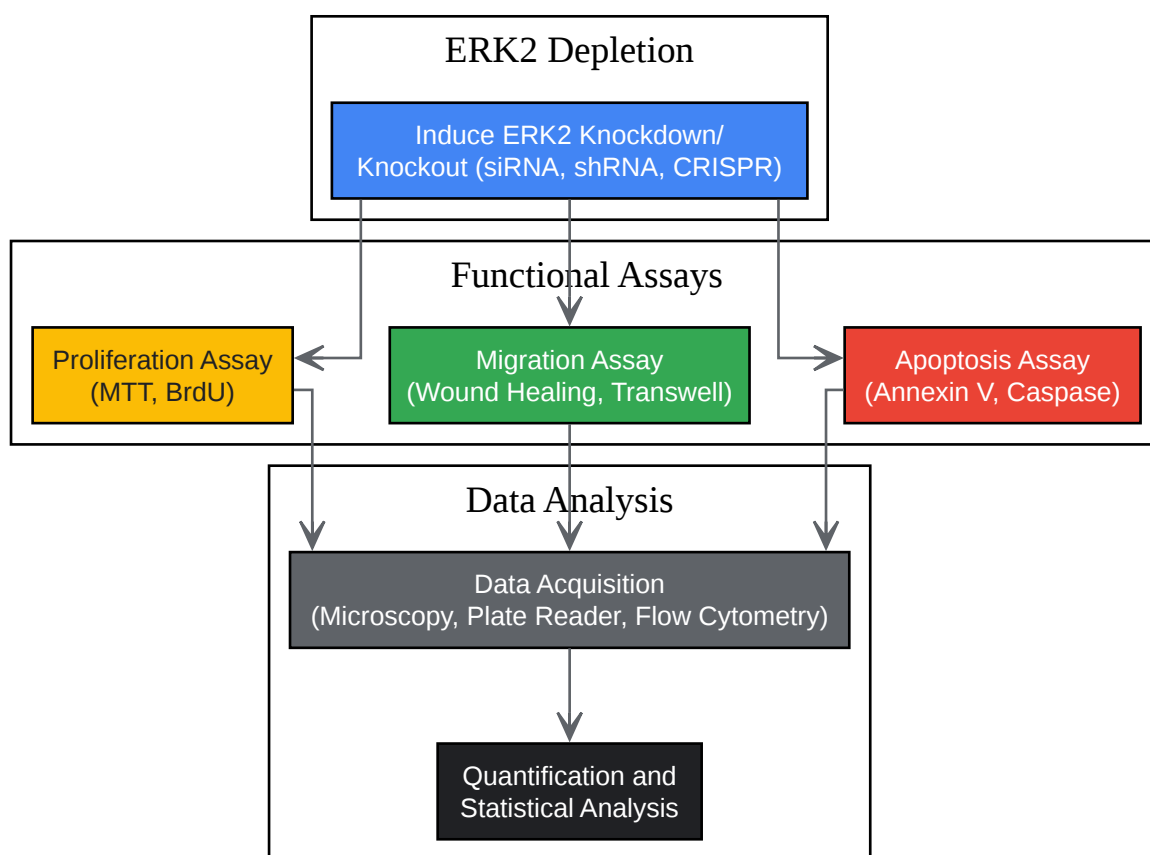 ERK2 Depletion
Induce ERK2 Knockdown/
Knockout (siRNA, shRNA, CRISPR)
Functional Assays
Proliferation Assay
(MTT, BrdU)
Migration Assay
(Wound Healing, Transwell)
Apoptosis Assay
(Annexin V, Caspase)
Data Analysis
Data Acquisition
(Microscopy, Plate Reader, Flow Cytometry)
Quantification and
Statistical Analysis